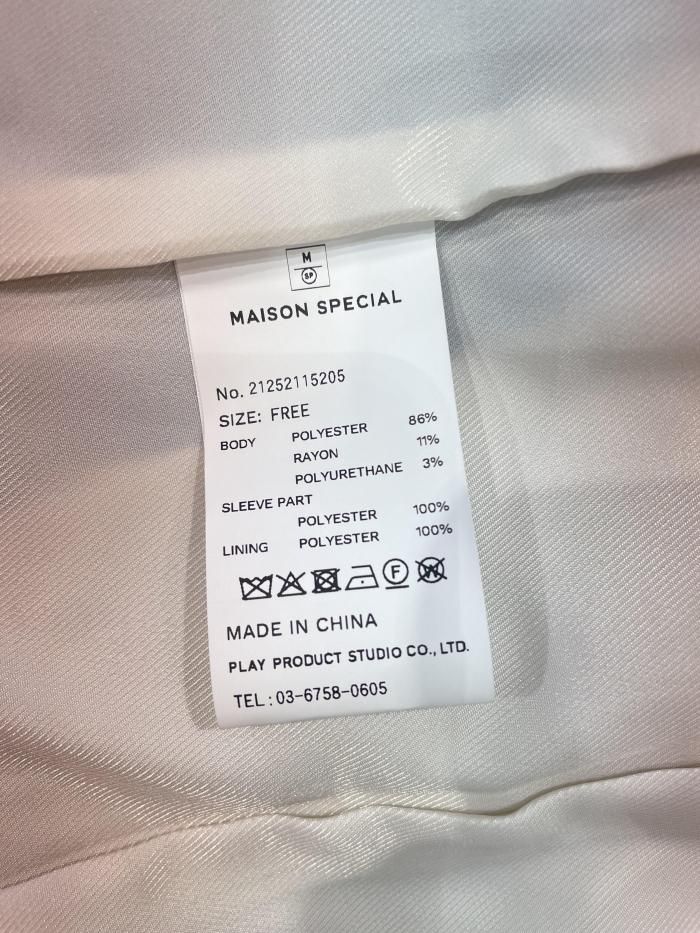 M
SP
MAISON SPECIAL
No. 21252115205
SIZE: FREE
BODY POLYESTER 86%
RAYON 11%
POLYURETHANE 3%
SLEEVE PART
POLYESTER 100%
LINING POLYESTER 100%
F W
MADE IN CHINA
PLAY PRODUCT STUDIO CO., LTD.
TEL:03-6758-0605